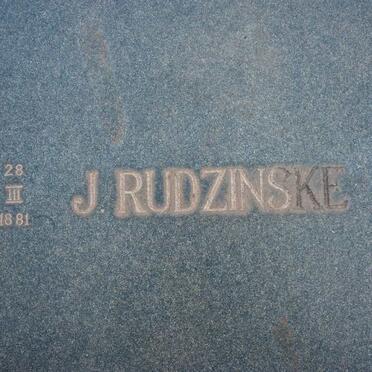 28
III
1881
J. RUDZINSKE